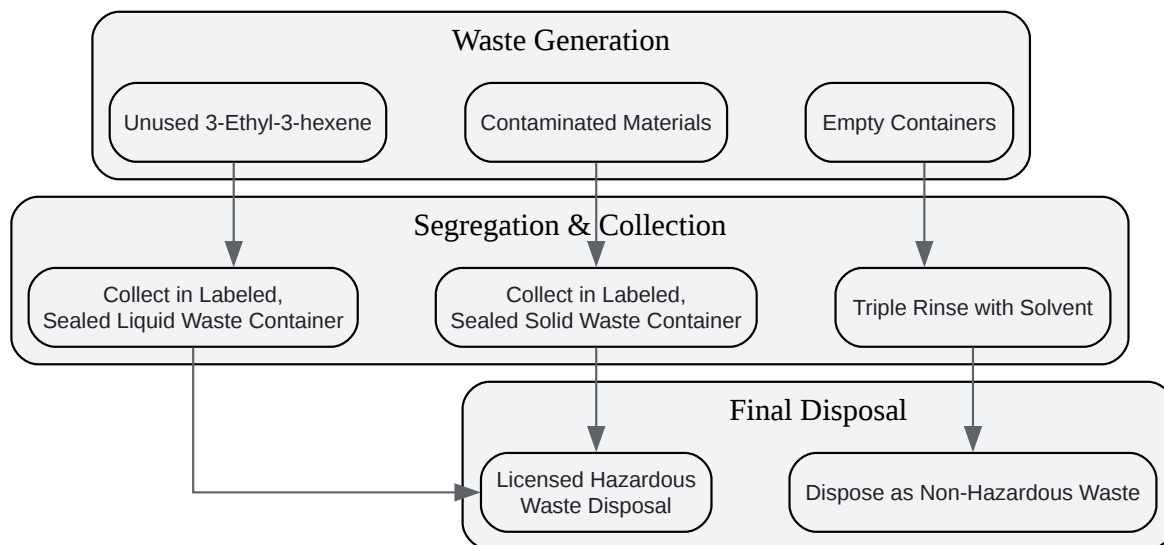 Waste Generation
Unused 3-Ethyl-3-hexene
Contaminated Materials
Empty Containers
Segregation & Collection
Collect in Labeled,
Sealed Liquid Waste Container
Collect in Labeled,
Sealed Solid Waste Container
Triple Rinse with Solvent
Final Disposal
Licensed Hazardous
Waste Disposal
Dispose as Non-Hazardous Waste